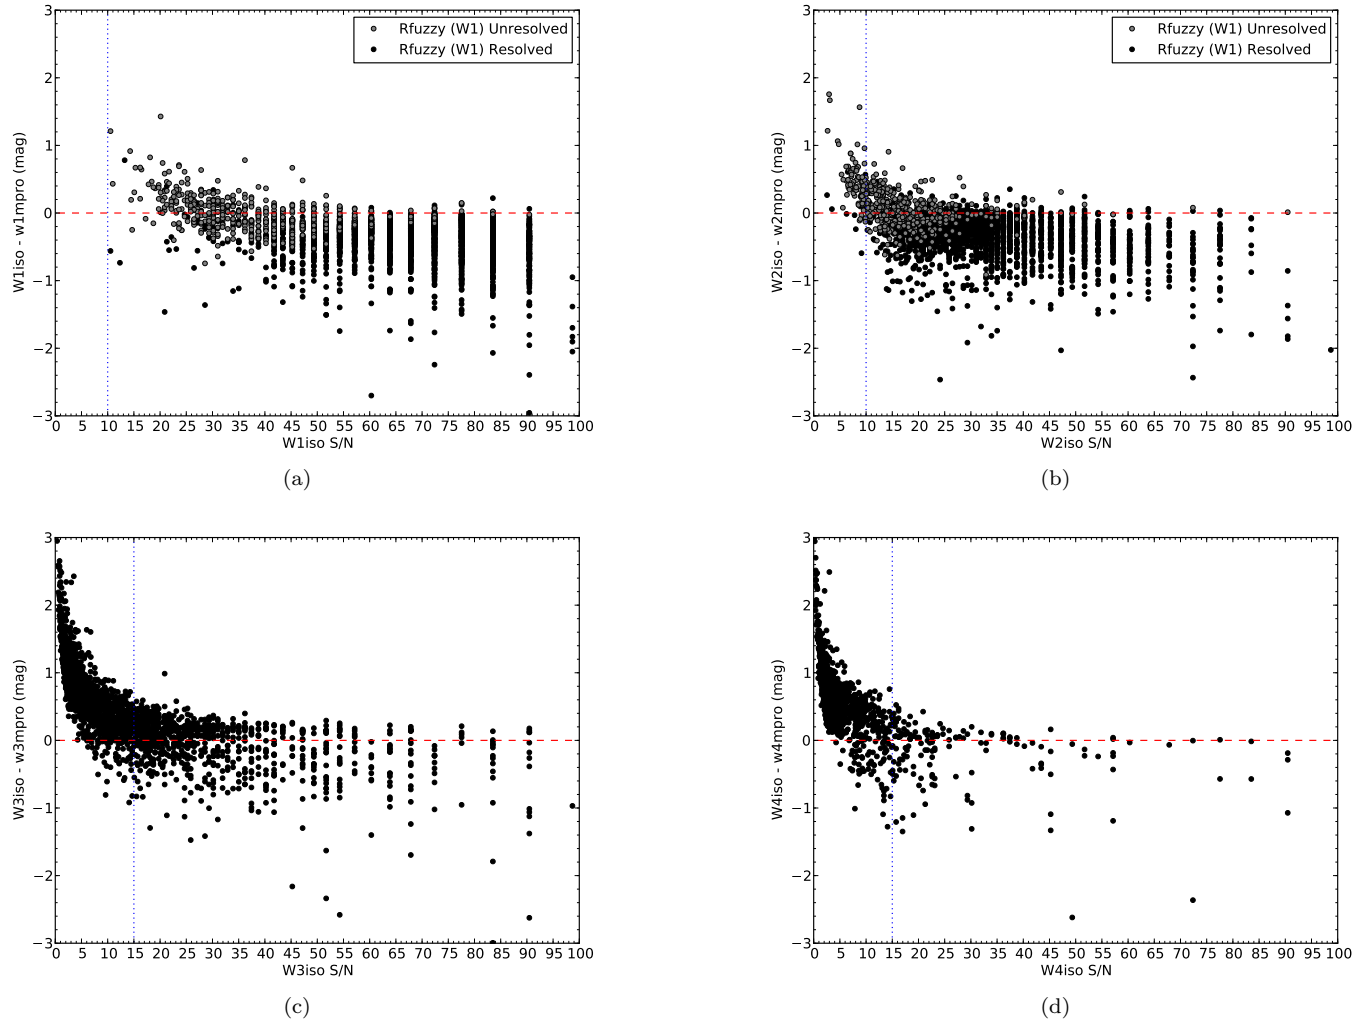 Rfuzzy (W1) Unresolved
Rfuzzy (W1) Resolved
3
2
1
0
−1
−2
−3
W1iso - w1mpro (mag)
0 5 10 15 20 25 30 35 40 45 50 55 60 65 70 75 80 85 90 95 100
W1iso S/N
(a)
Rfuzzy (W1) Unresolved
Rfuzzy (W1) Resolved
3
2
1
0
−1
−2
−3
W2iso - w2mpro (mag)
0 5 10 15 20 25 30 35 40 45 50 55 60 65 70 75 80 85 90 95 100
W2iso S/N
(b)
3
2
1
0
−1
−2
−3
W3iso - w3mpro (mag)
0 5 10 15 20 25 30 35 40 45 50 55 60 65 70 75 80 85 90 95 100
W3iso S/N
(c)
3
2
1
0
−1
−2
−3
W4iso - w4mpro (mag)
0 5 10 15 20 25 30 35 40 45 50 55 60 65 70 75 80 85 90 95 100
W4iso S/N
(d)